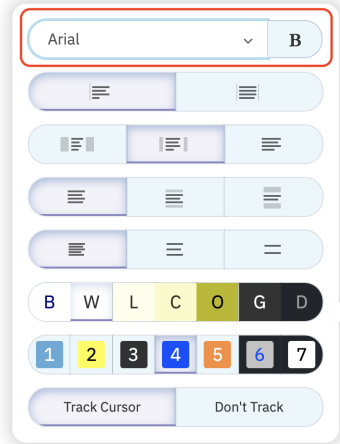 Arial B
B W L C O G D
1 2 3 4 5 6 7
Track Cursor Don't Track